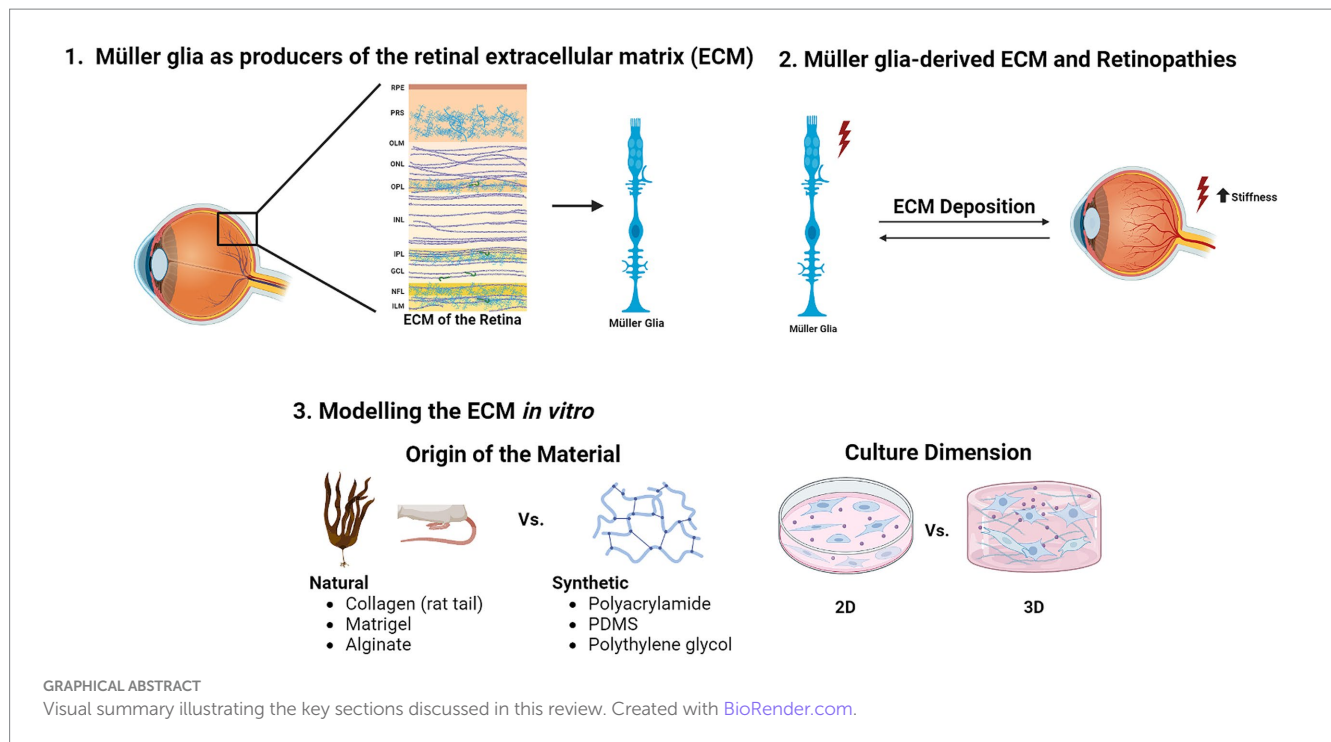 1. Müller glia as producers of the retinal extracellular matrix (ECM)
RPE
PRS
OLM
ONL
OPL
INL
IPL
GCL
NFL
ILM
ECM of the Retina
Müller Glia
2. Müller glia-derived ECM and Retinopathies
ECM Deposition
Müller Glia
Stiffness
3. Modelling the ECM in vitro
Origin of the Material
Vs.
Natural
• Collagen (rat tail)
• Matrigel
• Alginate
Synthetic
• Polyacrylamide
• PDMS
• Polythylene glycol
Culture Dimension
Vs.
2D
3D
GRAPHICAL ABSTRACT
Visual summary illustrating the key sections discussed in this review. Created with BioRender.com.